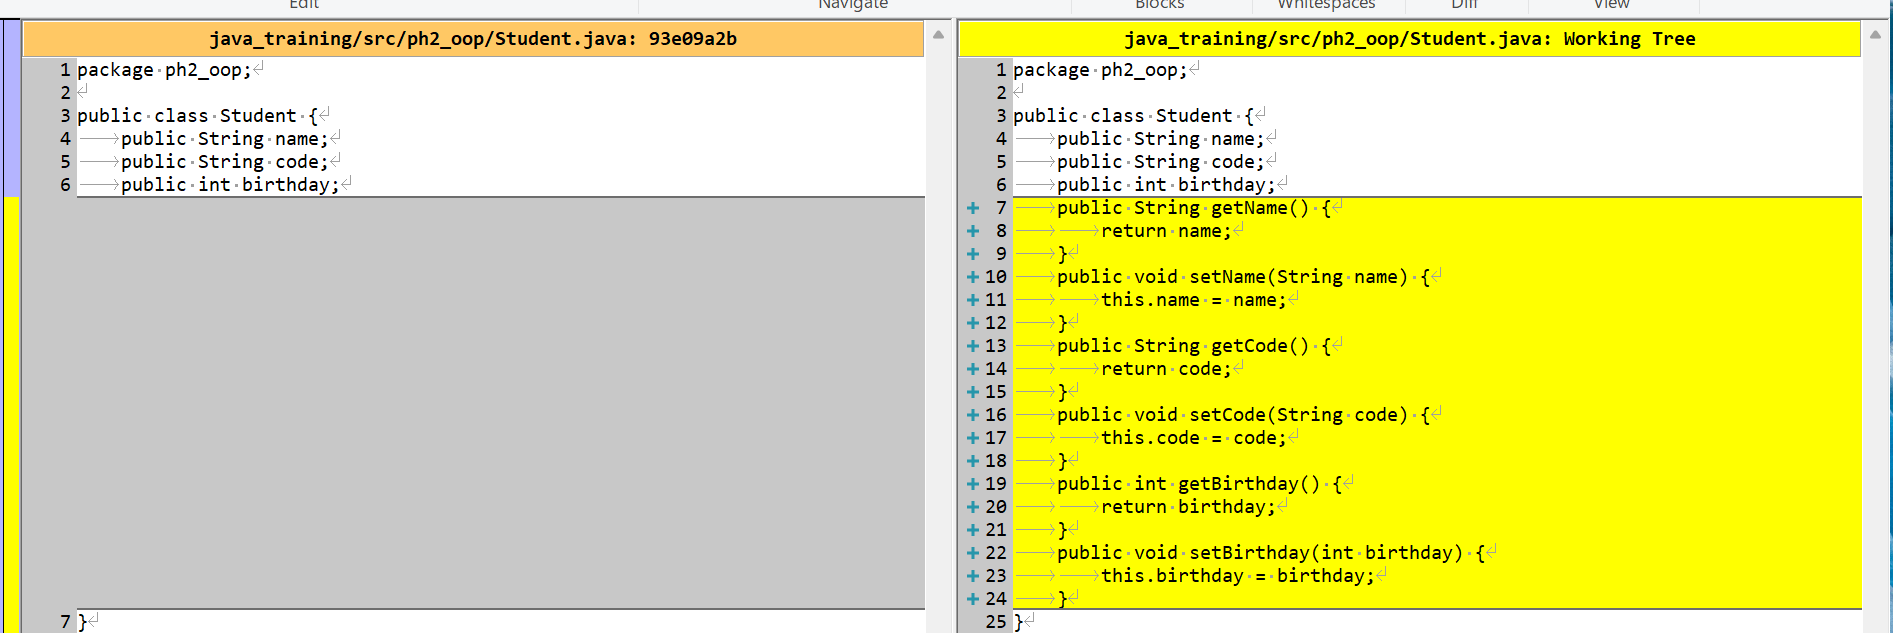 Edit Navigate Blocks Whitespaces Diff View
java_training/src/ph2_oop/Student.java: 93e09a2b
1 package ph2_oop;
2
3 public class Student {
4 public String name;
5 public String code;
6 public int birthday;
7 }
java_training/src/ph2_oop/Student.java: Working Tree
1 package ph2_oop;
2
3 public class Student {
4 public String name;
5 public String code;
6 public int birthday;
+ 7 public String getName() {
+ 8 return name;
+ 9 }
+ 10 public void setName(String name) {
+ 11 this.name = name;
+ 12 }
+ 13 public String getCode() {
+ 14 return code;
+ 15 }
+ 16 public void setCode(String code) {
+ 17 this.code = code;
+ 18 }
+ 19 public int getBirthday() {
+ 20 return birthday;
+ 21 }
+ 22 public void setBirthday(int birthday) {
+ 23 this.birthday = birthday;
+ 24 }
25 }